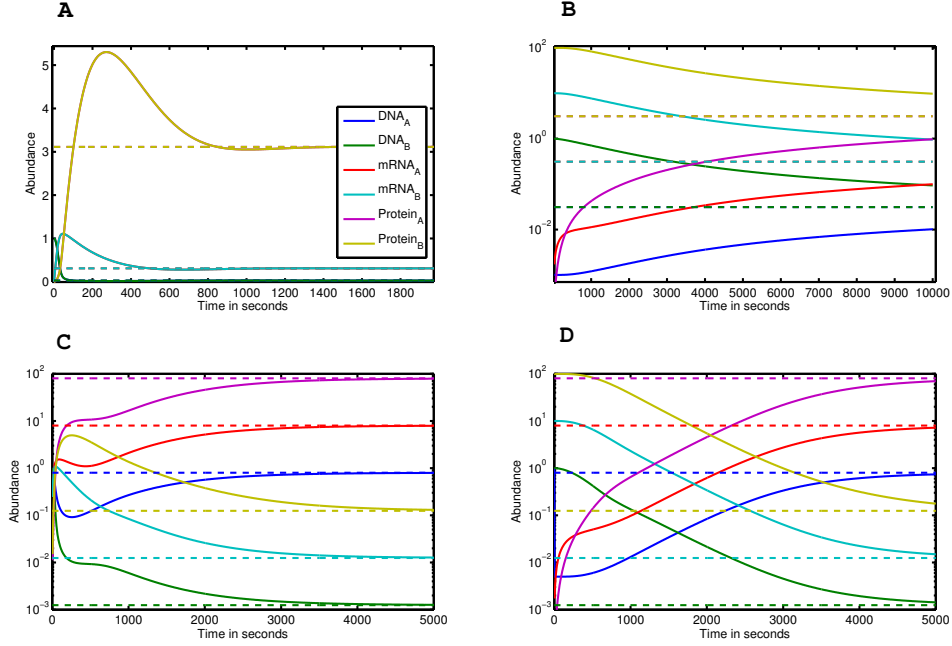 A
Abundance
5
4
3
2
1
0
0 200 400 600 800 1000 1200 1400 1600 1800
Time in seconds
DNA_A
DNA_B
mRNA_A
mRNA_B
Protein_A
Protein_B
B
Abundance
10^2
10^0
10^−2
1000 2000 3000 4000 5000 6000 7000 8000 9000 10000
Time in seconds
C
Abundance
10^2
10^1
10^0
10^−1
10^−2
10^−3
0 1000 2000 3000 4000 5000
Time in seconds
D
Abundance
10^2
10^1
10^0
10^−1
10^−2
10^−3
0 1000 2000 3000 4000 5000
Time in seconds